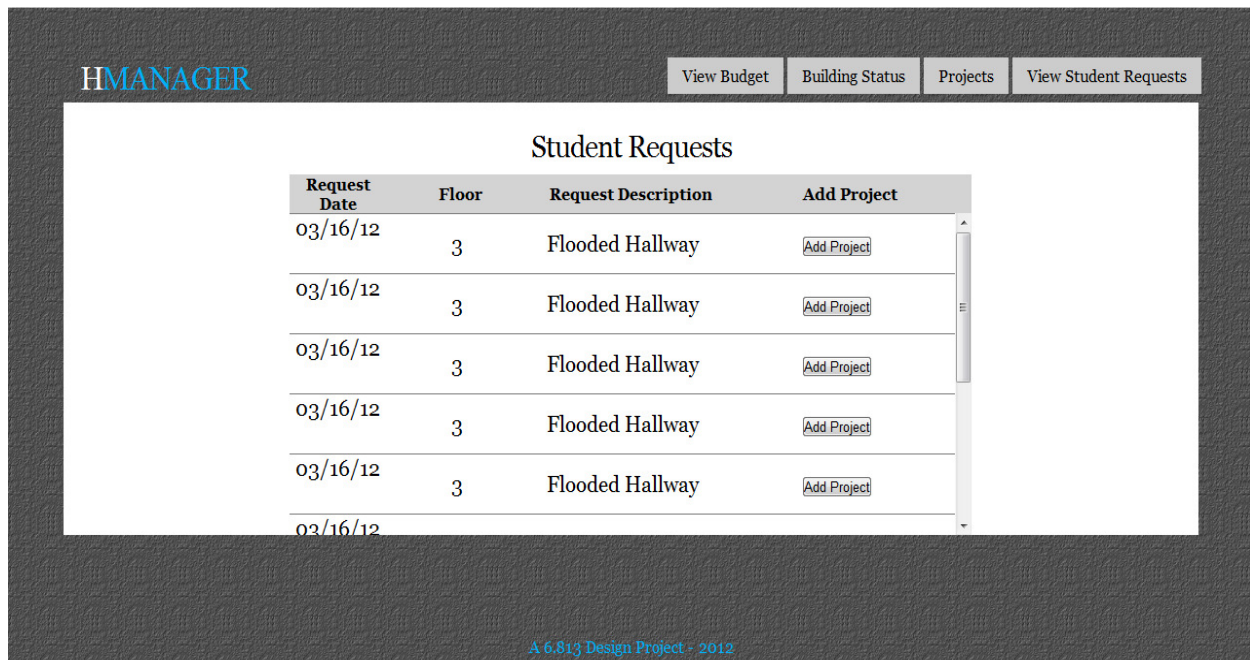 HMANAGER
View Budget Building Status Projects View Student Requests
Student Requests
Request Date Floor Request Description Add Project
03/16/12 3 Flooded Hallway Add Project
03/16/12 3 Flooded Hallway Add Project
03/16/12 3 Flooded Hallway Add Project
03/16/12 3 Flooded Hallway Add Project
03/16/12 3 Flooded Hallway Add Project
03/16/12
A 6.813 Design Project - 2012